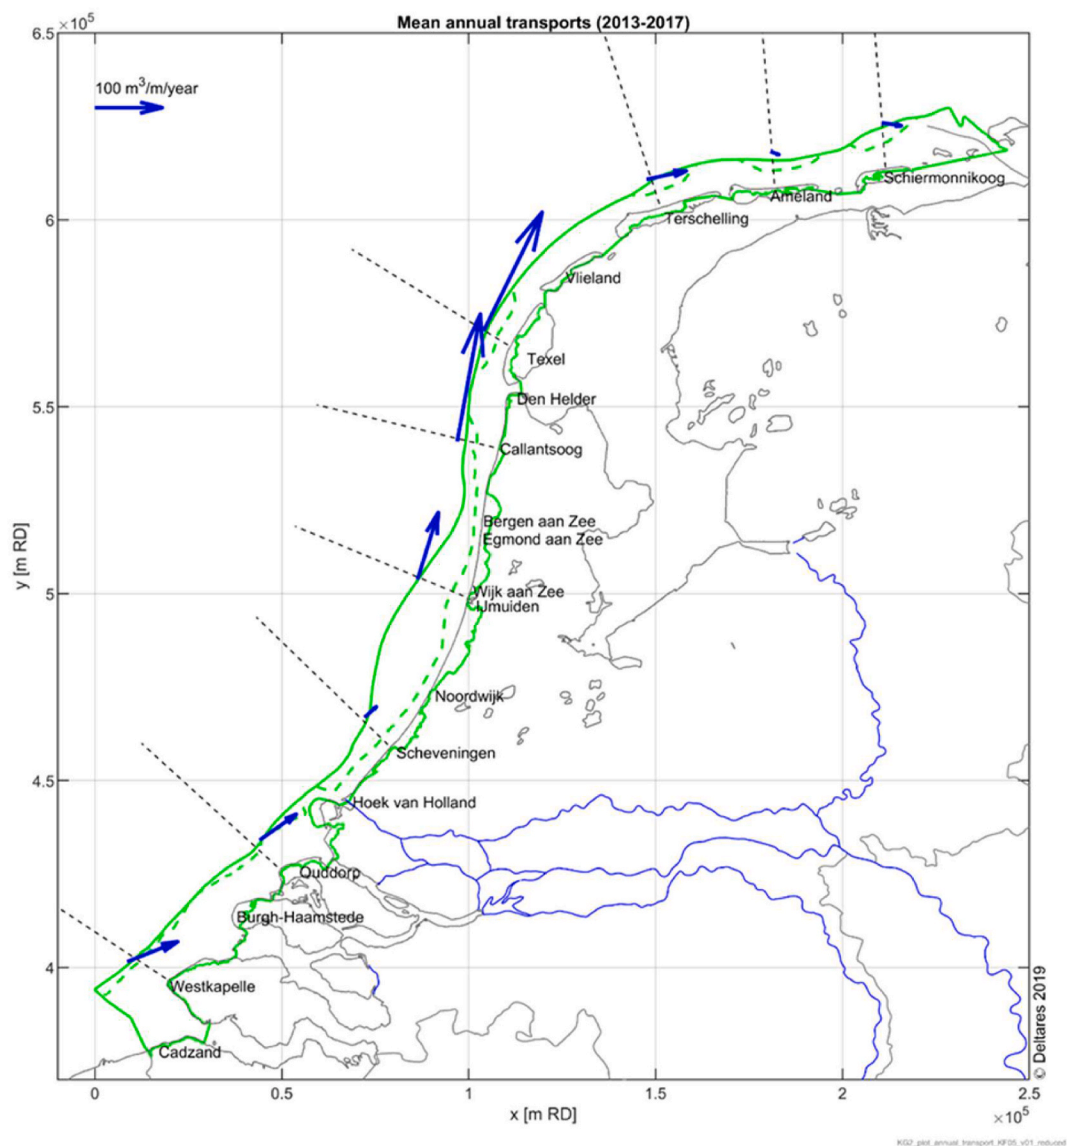 Mean annual transports (2013-2017)
×10⁵
6.5
6
5.5
5
4.5
4
y [m RD]
100 m³/m/year
Schiermonnikoog
Ameland
Terschelling
Vlieland
Texel
Den Helder
Callantsoog
Bergen aan Zee
Egmond aan Zee
Wijk aan Zee
IJmuiden
Noordwijk
Scheveningen
Hoek van Holland
Ouddorp
Burgh-Haamstede
Westkapelle
Cadzand
© Deltares 2019
0
0.5
1
1.5
2
2.5
x [m RD]
×10⁵
KG2_plot_annual_transport_KF05_v01_reduced